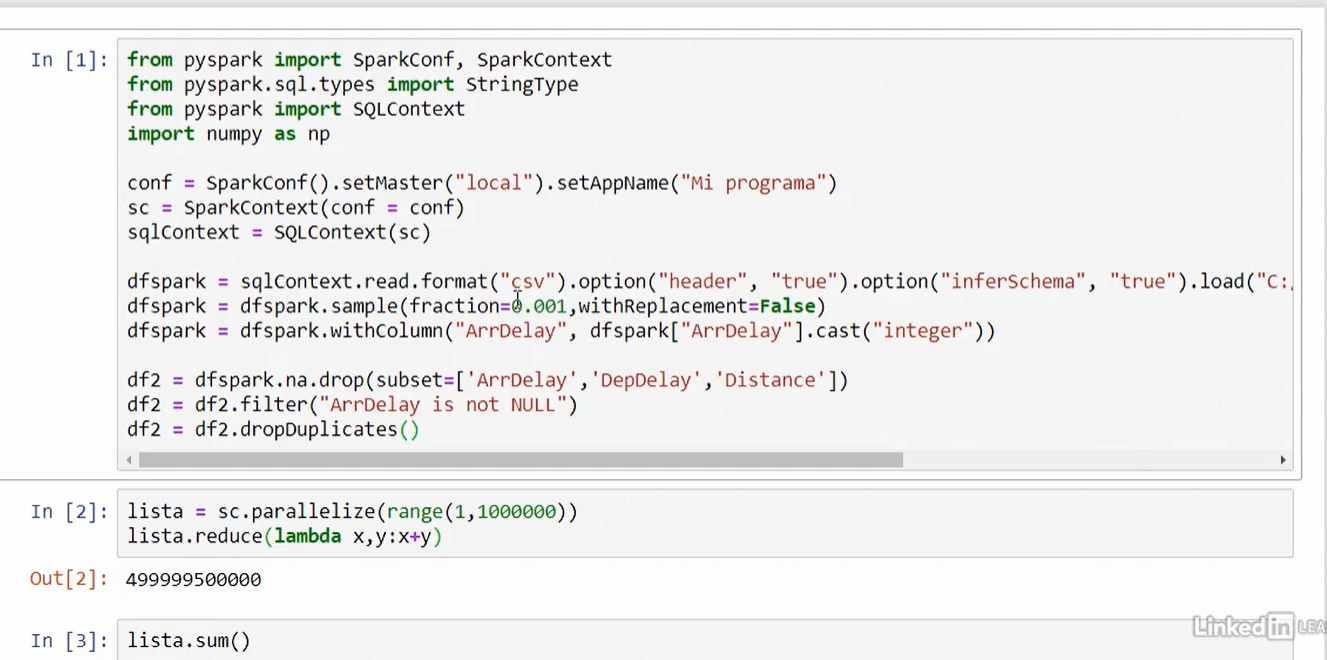 In [1]:
from pyspark import SparkConf, SparkContext
from pyspark.sql.types import StringType
from pyspark import SQLContext
import numpy as np
conf = SparkConf().setMaster("local").setAppName("Mi programa")
sc = SparkContext(conf = conf)
sqlContext = SQLContext(sc)
dfspark = sqlContext.read.format("csv").option("header", "true").option("inferSchema", "true").load("C:
dfspark = dfspark.sample(fraction=0.001,withReplacement=False)
dfspark = dfspark.withColumn("ArrDelay", dfspark["ArrDelay"].cast("integer"))
df2 = dfspark.na.drop(subset=['ArrDelay','DepDelay','Distance'])
df2 = df2.filter("ArrDelay is not NULL")
df2 = df2.dropDuplicates()
In [2]:
lista = sc.parallelize(range(1,1000000))
lista.reduce(lambda x,y:x+y)
Out[2]: 499999500000
In [3]: lista.sum()
Linked in LEA